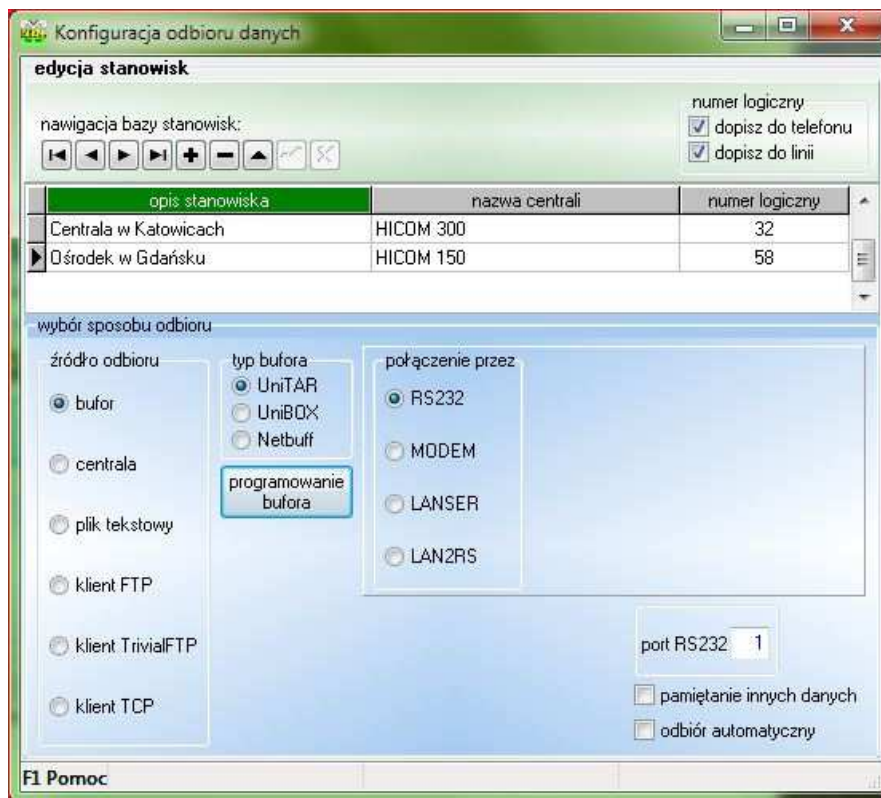 Konfiguracja odbioru danych
edycja stanowisk
nawigacja bazy stanowisk:
numer logiczny
dopisz do telefonu
dopisz do linii
opis stanowiska nazwa centrali numer logiczny
Centrala w Katowicach HICOM 300 32
Ośrodek w Gdańsku HICOM 150 58
wybór sposobu odbioru
źródło odbioru
bufor
centrala
plik tekstowy
klient FTP
klient TrivialFTP
klient TCP
typ bufora
UniTAR
UniBOX
Netbuff
programowanie
bufora
połączenie przez
RS232
MODEM
LANSER
LAN2RS
port RS232 1
pamiętanie innych danych
odbiór automatyczny
F1 Pomoc